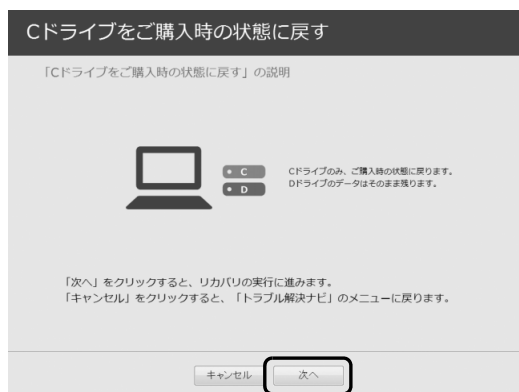 Cドライブをご購入時の状態に戻す
「Cドライブをご購入時の状態に戻す」の説明
C
D
Cドライブのみ、ご購入時の状態に戻ります。
Dドライブのデータはそのまま残ります。
「次へ」をクリックすると、リカバリの実行に進みます。
「キャンセル」をクリックすると、「トラブル解決ナビ」のメニューに戻ります。
キャンセル 次へ